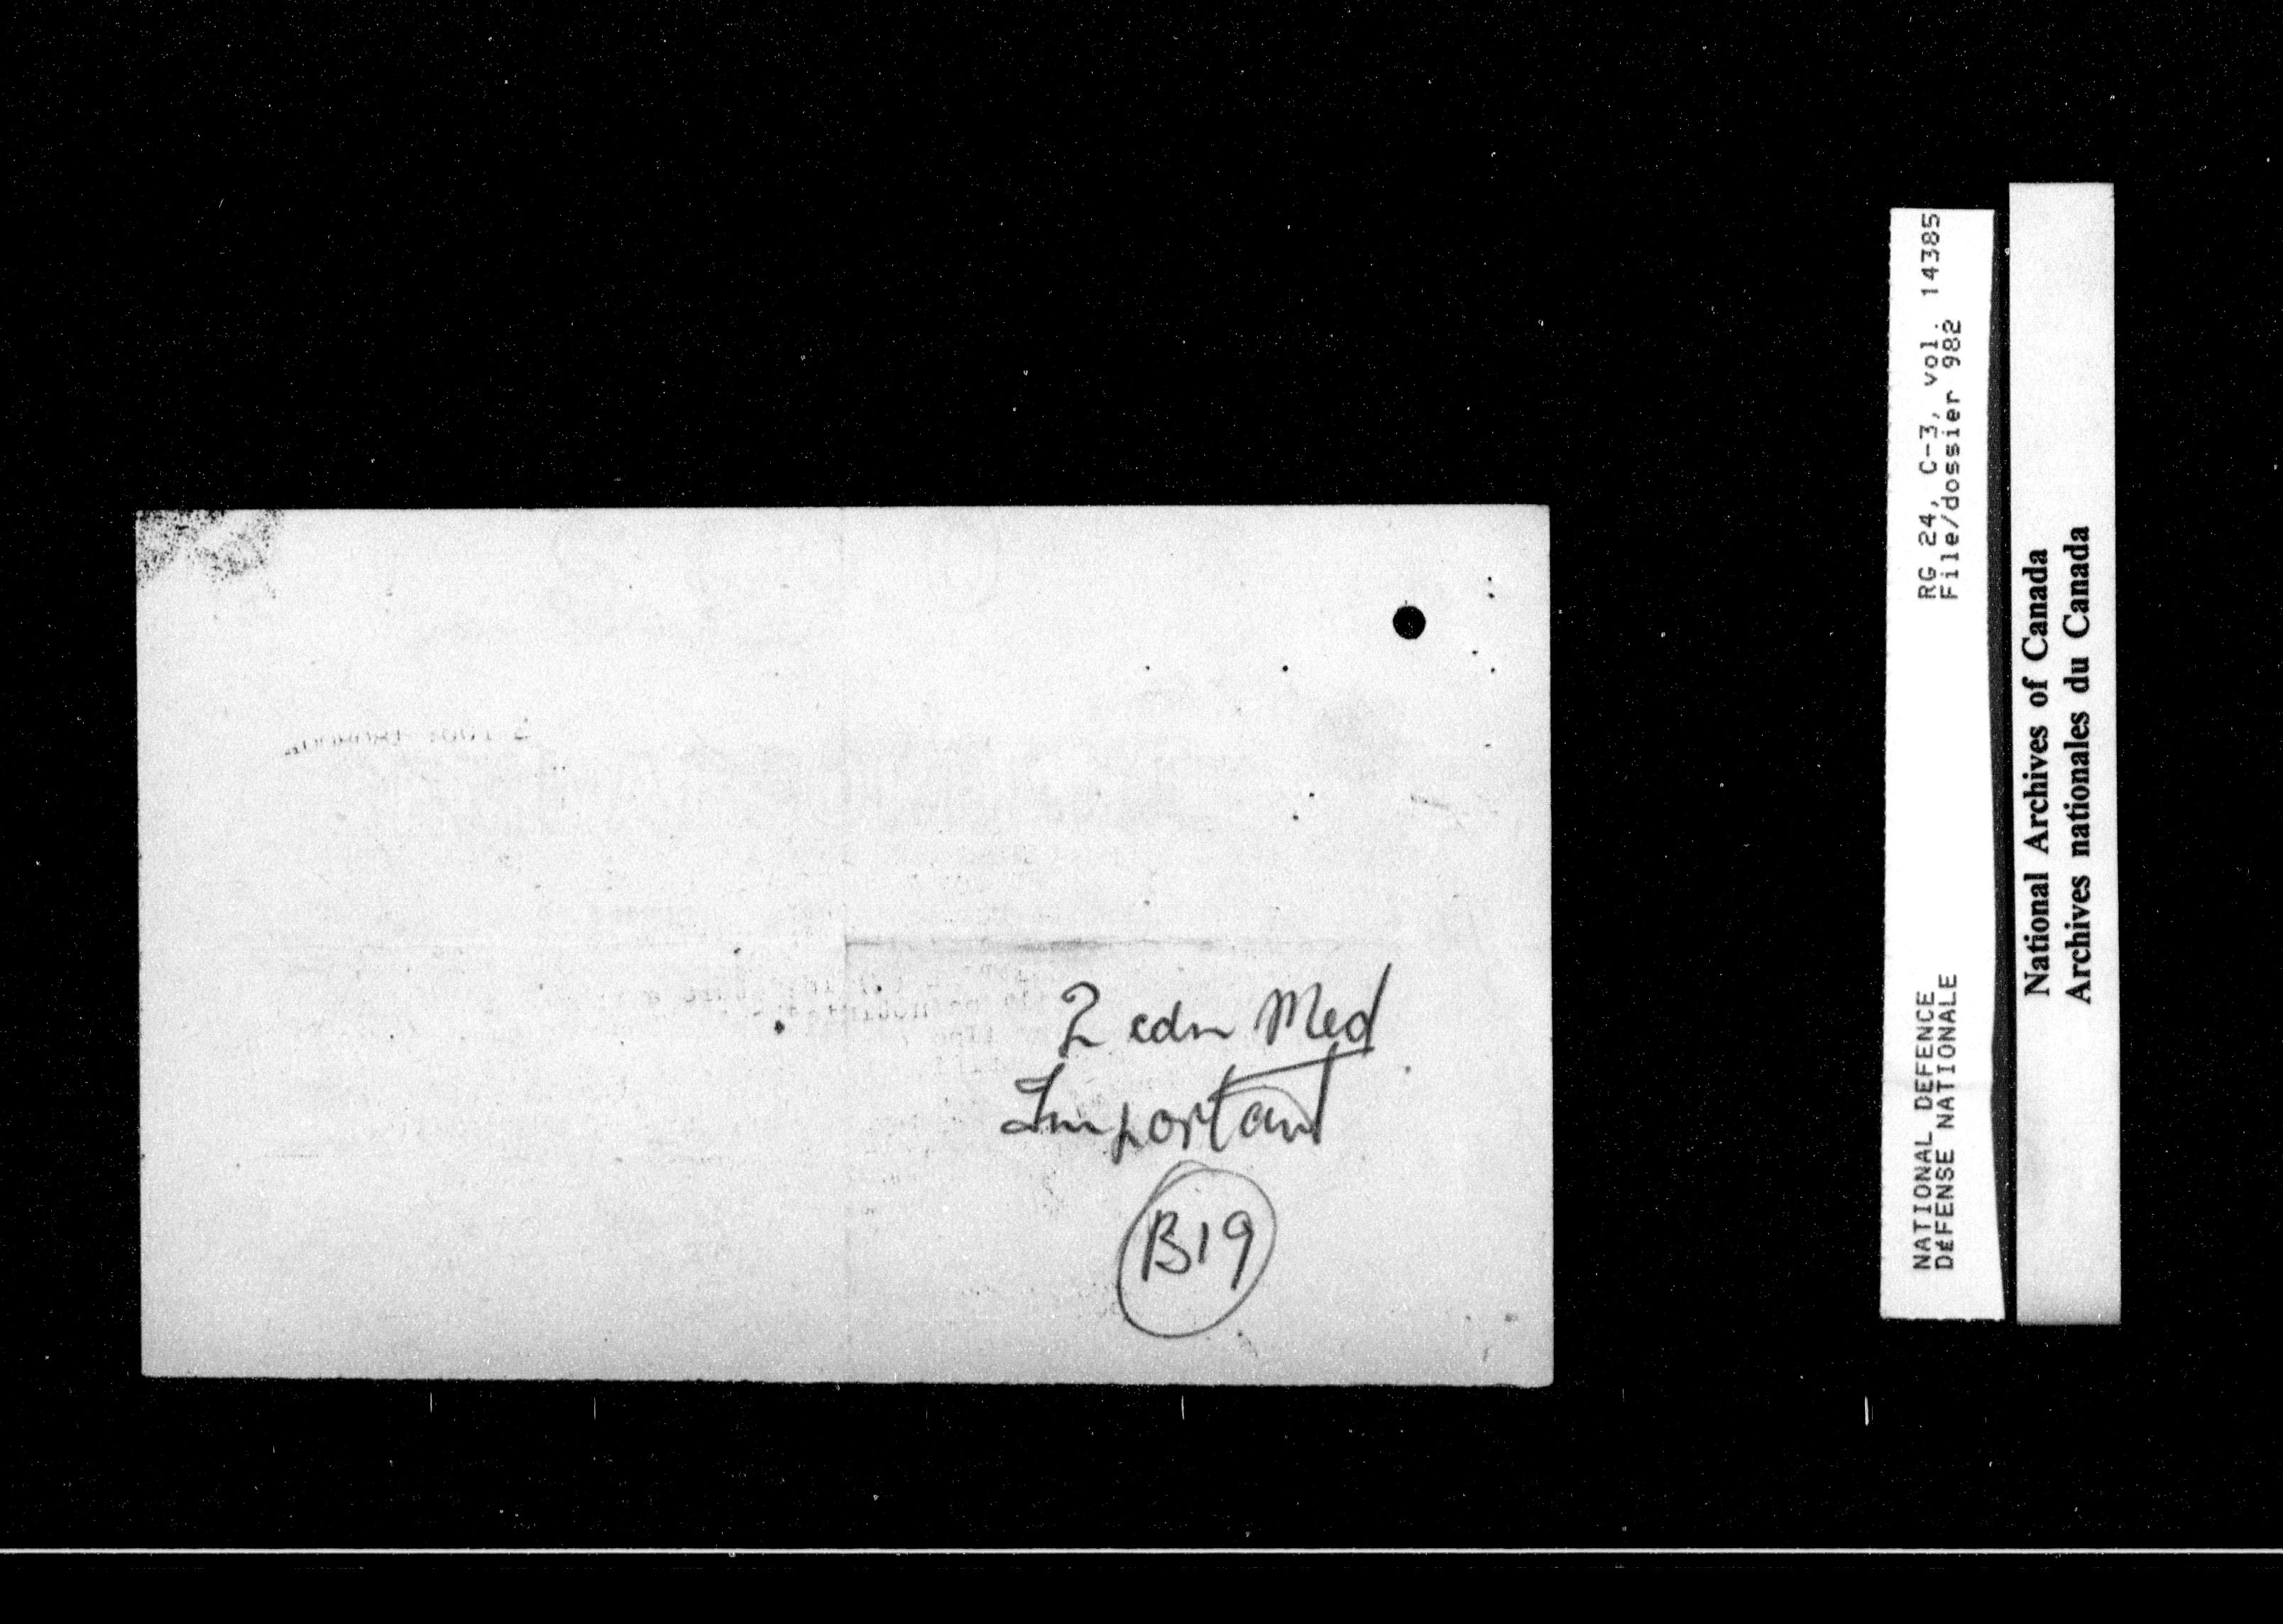 2 cdn Med
Important
B19
RG 24, C-3, vol. 14385
File/dossier 982
NATIONAL DEFENCE
DÉFENSE NATIONALE
National Archives of Canada
Archives nationales du Canada